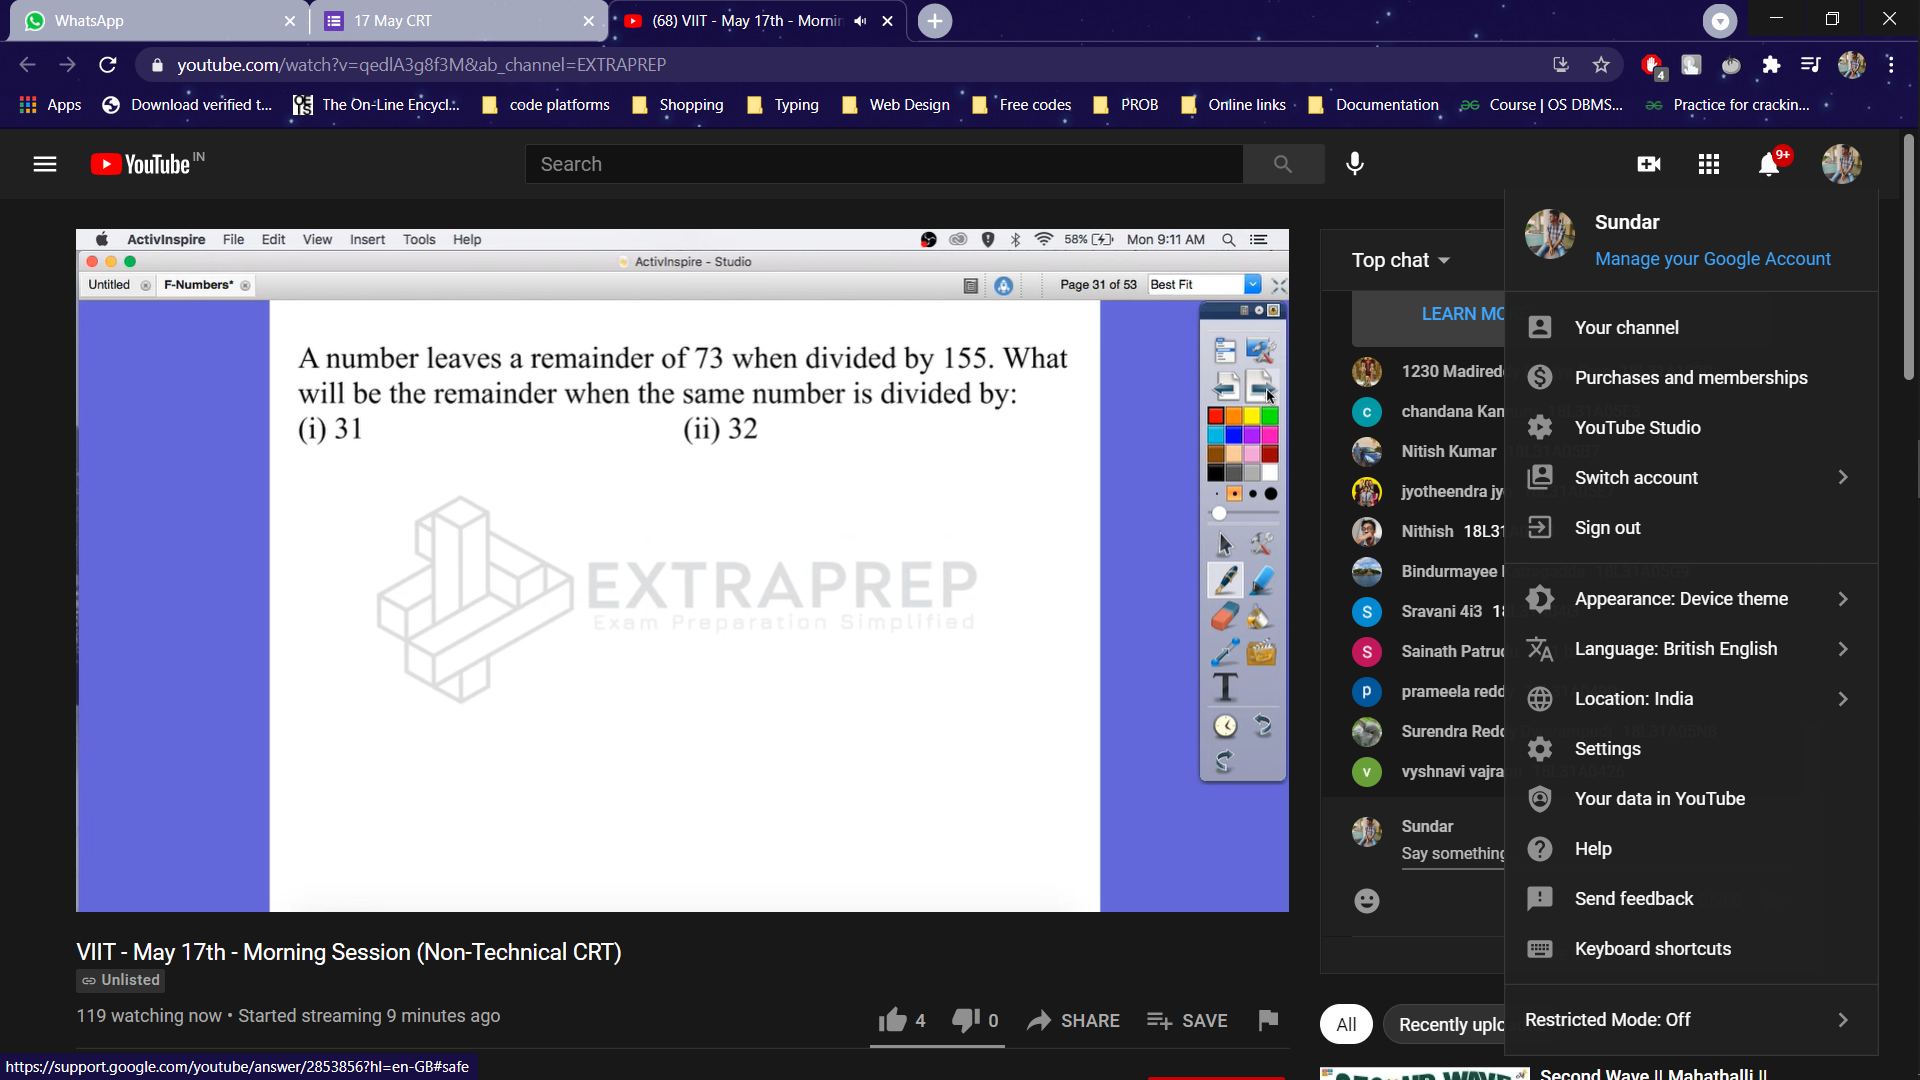 WhatsApp
17 May CRT
(68) VIIT - May 17th - Mornin
youtube.com/watch?v=qedlA3g8f3M&ab_channel=EXTRAPREP
4
Apps
Download verified t...
The On-Line Encycl...
code platforms
Shopping
Typing
Web Design
Free codes
PROB
Online links
Documentation
Course | OS DBMS...
Practice for crackin...
YouTube IN
Search
9+
ActivInspire File Edit View Insert Tools Help
58% Mon 9:11 AM
ActivInspire - Studio
Untitled
F-Numbers*
Page 31 of 53
Best Fit
A number leaves a remainder of 73 when divided by 155. What
will be the remainder when the same number is divided by:
(i) 31 (ii) 32
EXTRAPREP
Exam Preparation Simplified
T
VIIT - May 17th - Morning Session (Non-Technical CRT)
Unlisted
119 watching now • Started streaming 9 minutes ago
4
0
SHARE
SAVE
Top chat
LEARN MO
1230 Madired
c chandana Kan
Nitish Kumar
jyotheendra jy
Nithish 18L31
Bindurmayee
S Sravani 4i3 18
S Sainath Patru
p prameela redd
Surendra Redd
v vyshnavi vajra
Sundar
Say something
All
Recently uplo
Sundar
Manage your Google Account
Your channel
Purchases and memberships
YouTube Studio
Switch account
Sign out
Appearance: Device theme
Language: British English
Location: India
Settings
Your data in YouTube
Help
Send feedback
Keyboard shortcuts
Restricted Mode: Off
Second Wave || Mahathalli ||
https://support.google.com/youtube/answer/2853856?hl=en-GB#safe